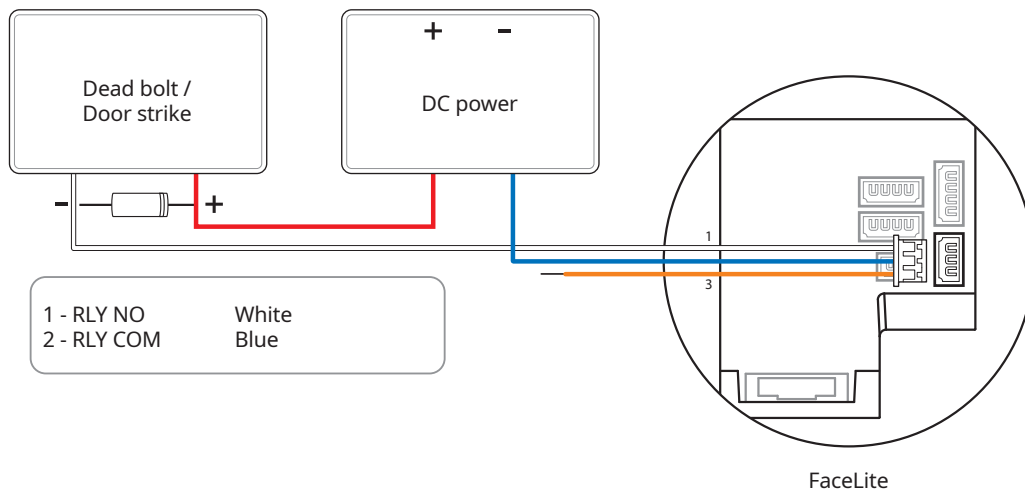 + -
Dead bolt /
Door strike
DC power
- +
1
3
1 - RLY NO White
2 - RLY COM Blue
FaceLite